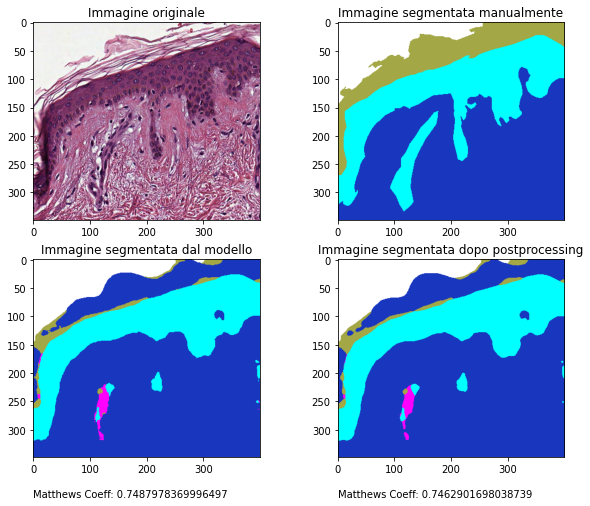 Immagine originale
Immagine segmentata manualmente
0
50
100
150
200
250
300
0 100 200 300
0
50
100
150
200
250
300
0 100 200 300
Immagine segmentata dal modello
Immagine segmentata dopo postprocessing
0
50
100
150
200
250
300
0 100 200 300
0
50
100
150
200
250
300
0 100 200 300
Matthews Coeff: 0.7487978369996497
Matthews Coeff: 0.7462901698038739